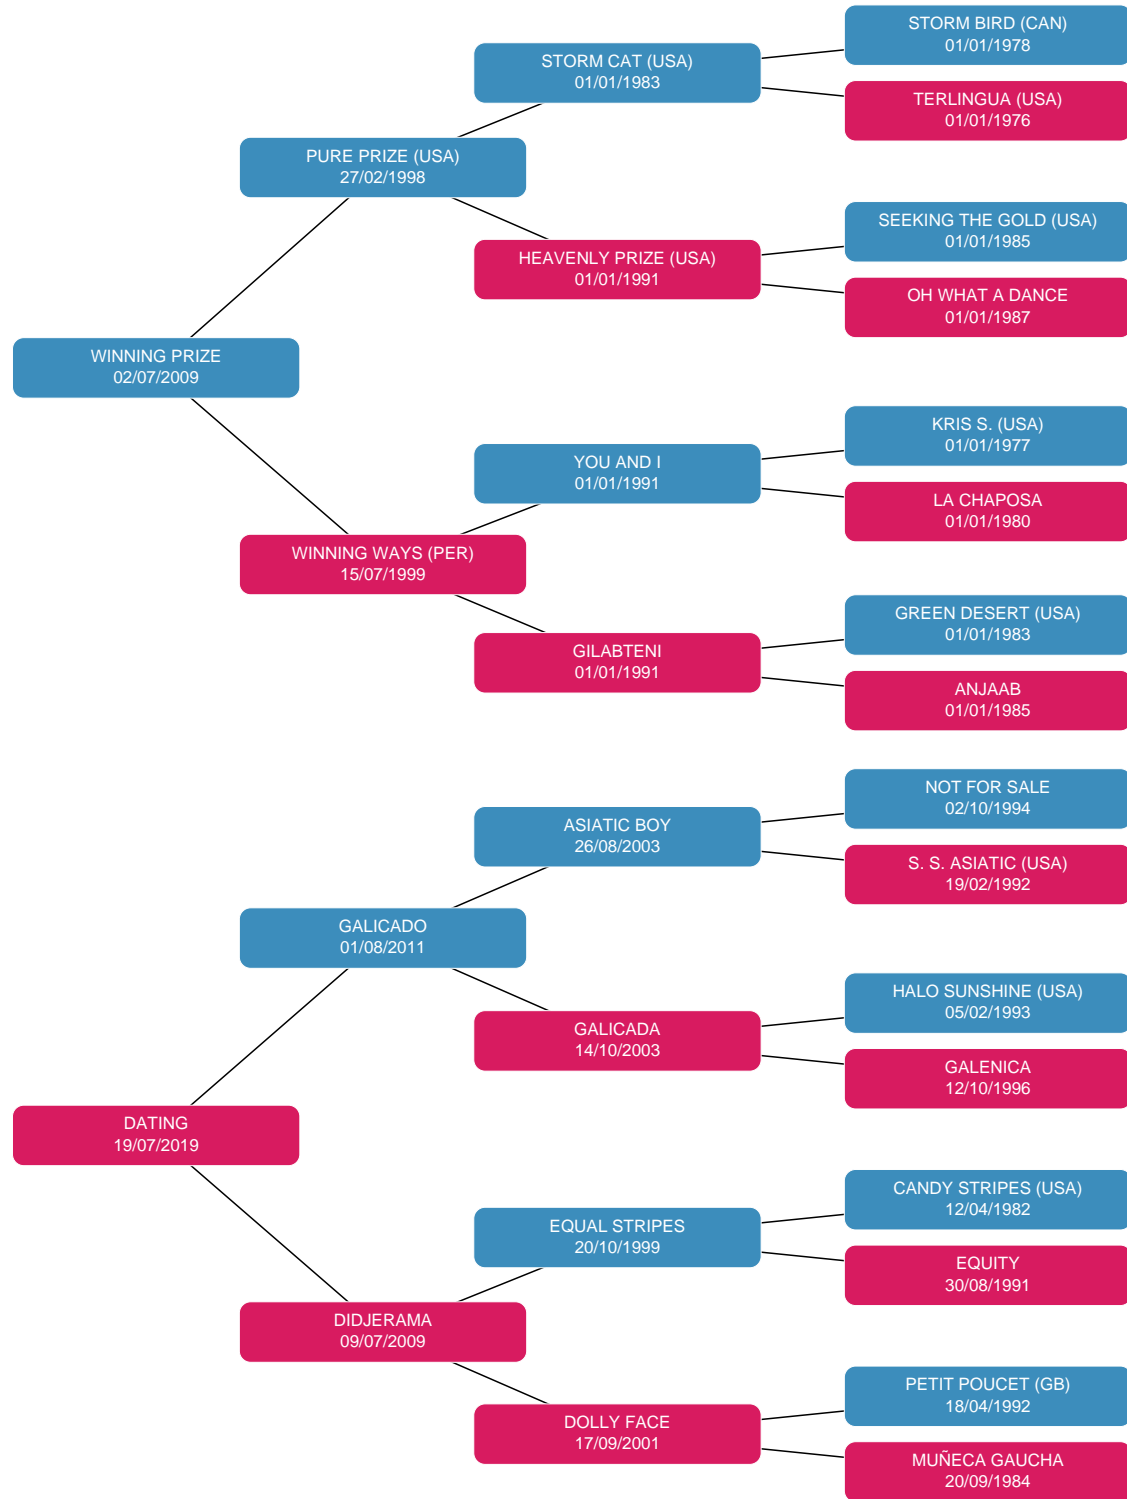 STORM BIRD (CAN)
01/01/1978
STORM CAT (USA)
01/01/1983
TERLINGUA (USA)
01/01/1976
PURE PRIZE (USA)
27/02/1998
SEEKING THE GOLD (USA)
01/01/1985
HEAVENLY PRIZE (USA)
01/01/1991
OH WHAT A DANCE
01/01/1987
WINNING PRIZE
02/07/2009
KRIS S. (USA)
01/01/1977
YOU AND I
01/01/1991
LA CHAPOSA
01/01/1980
WINNING WAYS (PER)
15/07/1999
GREEN DESERT (USA)
01/01/1983
GILABTENI
01/01/1991
ANJAAB
01/01/1985
NOT FOR SALE
02/10/1994
ASIATIC BOY
26/08/2003
S. S. ASIATIC (USA)
19/02/1992
GALICADO
01/08/2011
HALO SUNSHINE (USA)
05/02/1993
GALICADA
14/10/2003
GALENICA
12/10/1996
DATING
19/07/2019
CANDY STRIPES (USA)
12/04/1982
EQUAL STRIPES
20/10/1999
EQUITY
30/08/1991
DIDJERAMA
09/07/2009
PETIT POUCET (GB)
18/04/1992
DOLLY FACE
17/09/2001
MUÑECA GAUCHA
20/09/1984